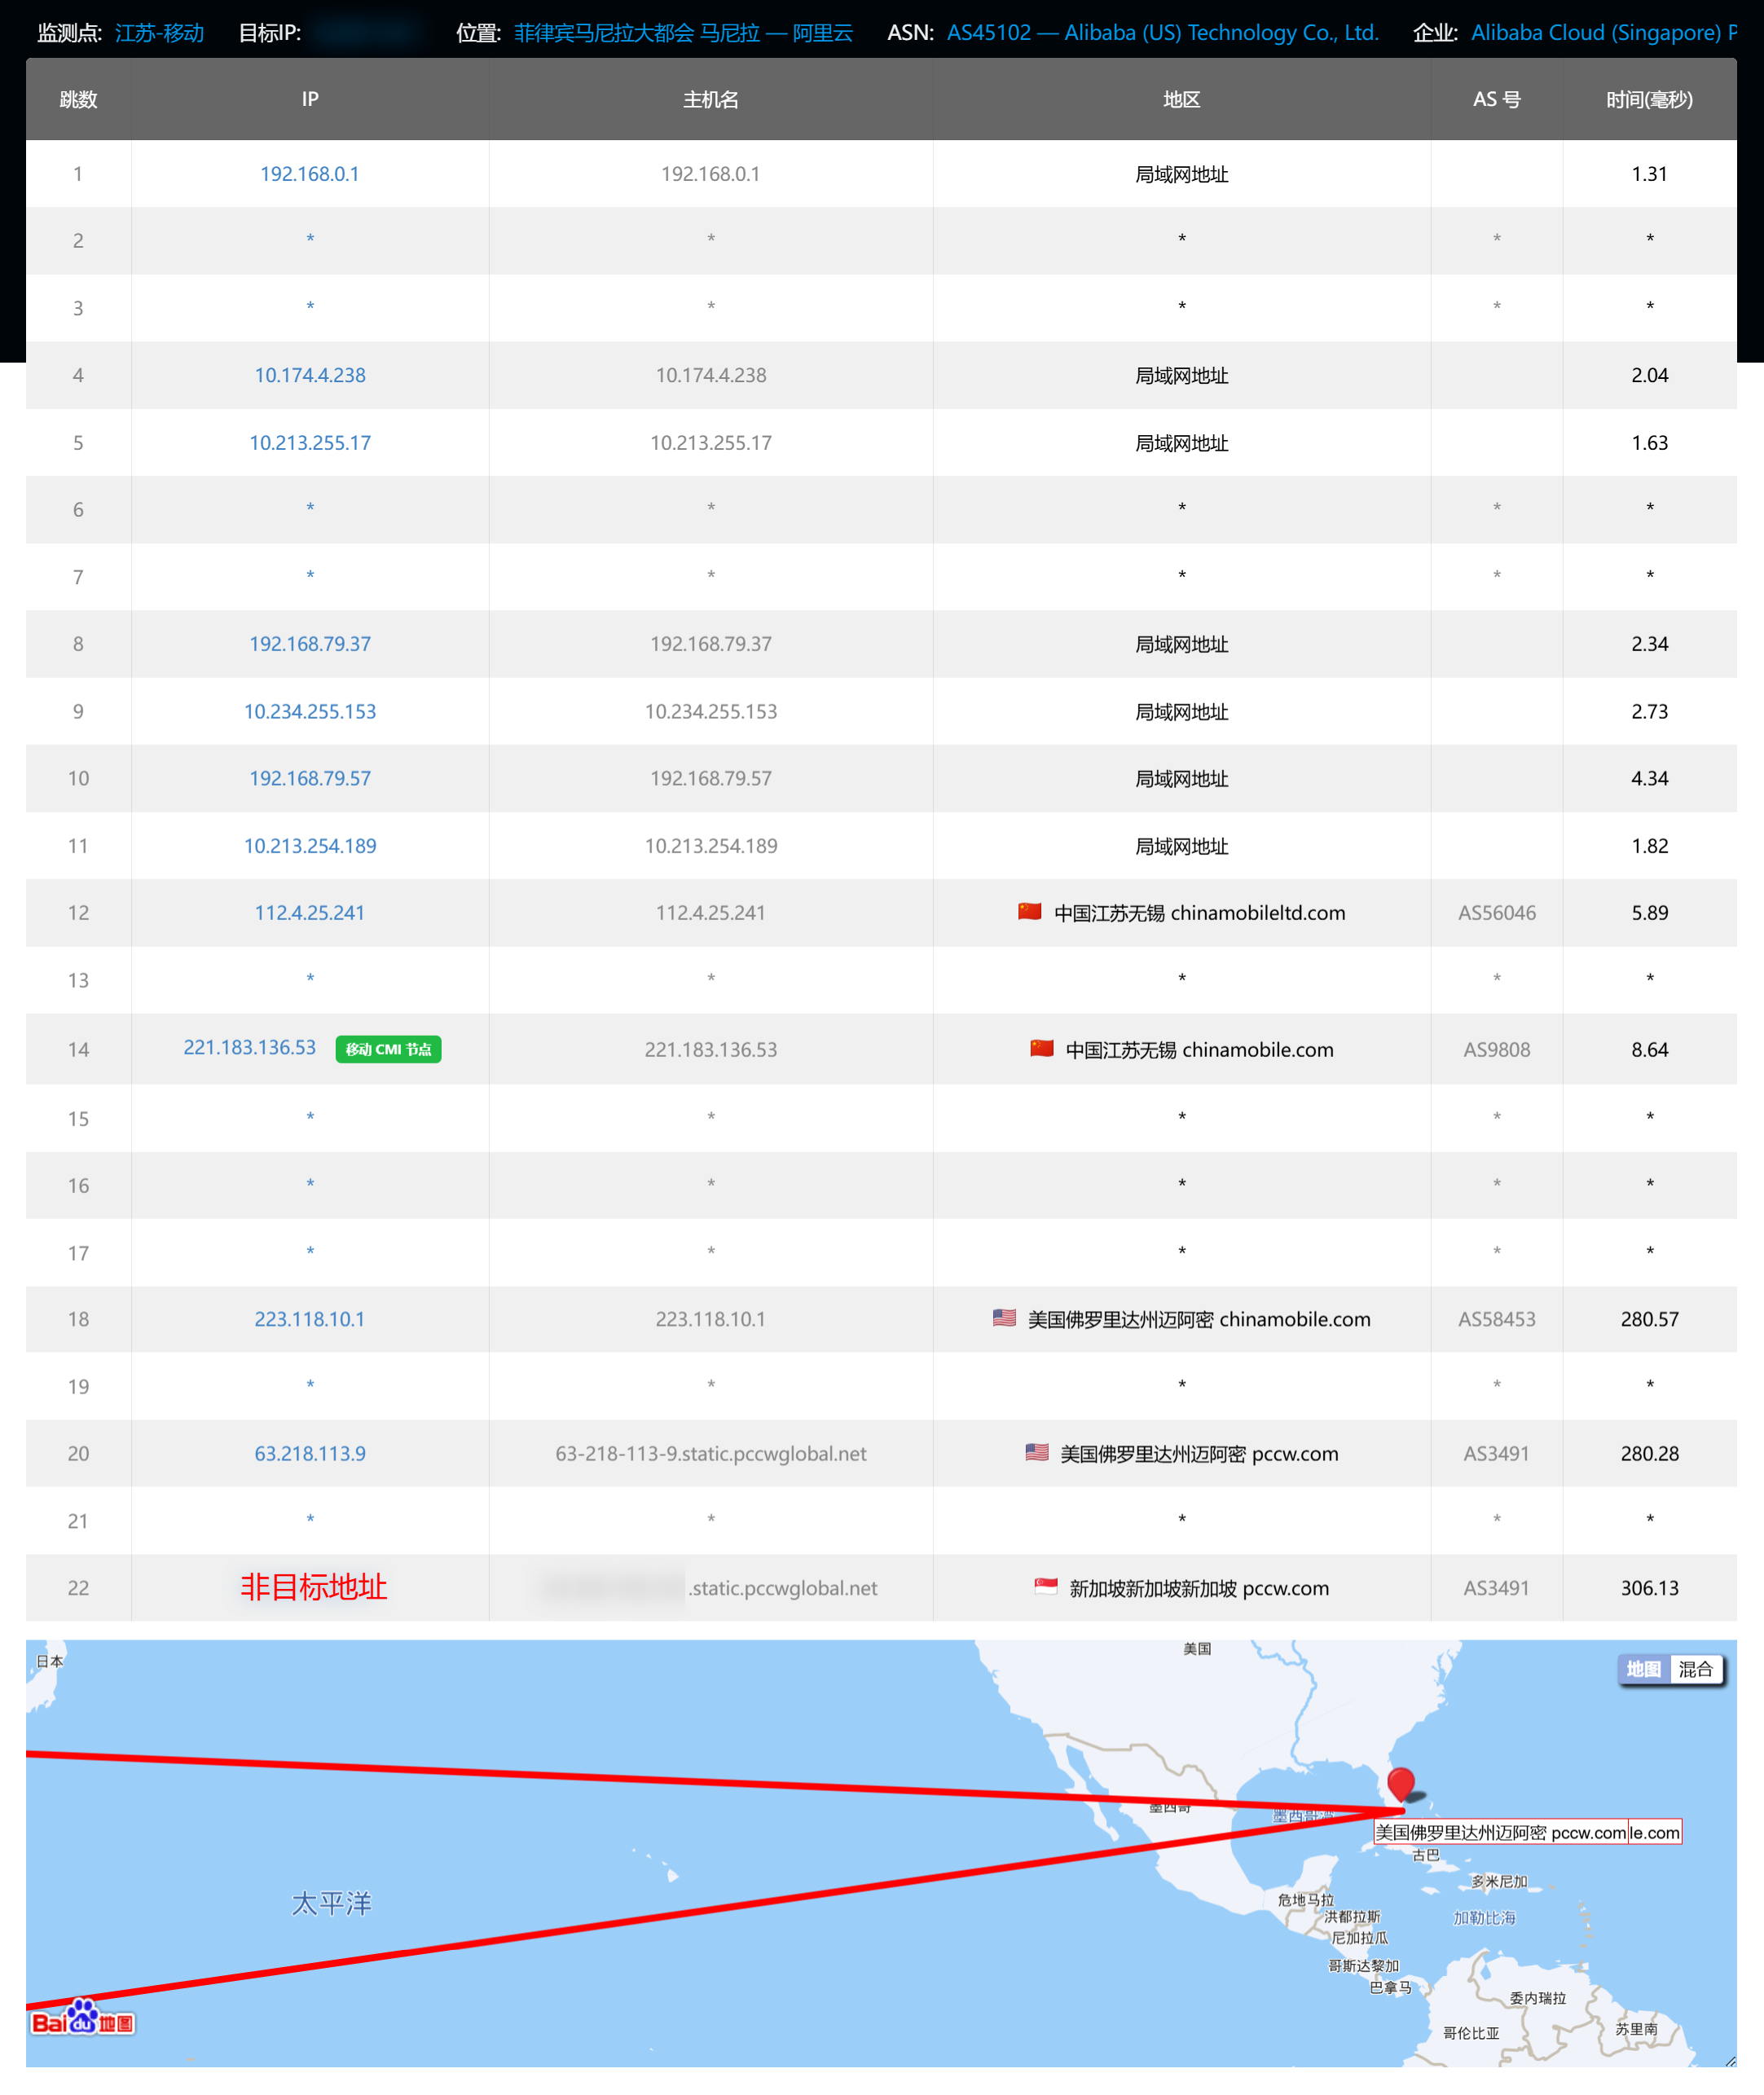 监测点: 江苏-移动 目标IP: 位置: 菲律宾马尼拉大都会 马尼拉 — 阿里云 ASN: AS45102 — Alibaba (US) Technology Co., Ltd. 企业: Alibaba Cloud (Singapore) P
跳数 IP 主机名 地区 AS 号 时间(毫秒)
1 192.168.0.1 192.168.0.1 局域网地址 1.31
2 * * * * *
3 * * * * *
4 10.174.4.238 10.174.4.238 局域网地址 2.04
5 10.213.255.17 10.213.255.17 局域网地址 1.63
6 * * * * *
7 * * * * *
8 192.168.79.37 192.168.79.37 局域网地址 2.34
9 10.234.255.153 10.234.255.153 局域网地址 2.73
10 192.168.79.57 192.168.79.57 局域网地址 4.34
11 10.213.254.189 10.213.254.189 局域网地址 1.82
12 112.4.25.241 112.4.25.241 中国江苏无锡 chinamobileltd.com AS56046 5.89
13 * * * * *
14 221.183.136.53 移动 CMI 节点 221.183.136.53 中国江苏无锡 chinamobile.com AS9808 8.64
15 * * * * *
16 * * * * *
17 * * * * *
18 223.118.10.1 223.118.10.1 美国佛罗里达州迈阿密 chinamobile.com AS58453 280.57
19 * * * * *
20 63.218.113.9 63-218-113-9.static.pccwglobal.net 美国佛罗里达州迈阿密 pccw.com AS3491 280.28
21 * * * * *
22 非目标地址 .static.pccwglobal.net 新加坡新加坡新加坡 pccw.com AS3491 306.13
日本 美国
地图 混合
墨西哥 墨西哥湾
美国佛罗里达州迈阿密 pccw.com le.com
古巴
多米尼加
太平洋 危地马拉
洪都拉斯 加勒比海
尼加拉瓜
哥斯达黎加
巴拿马
委内瑞拉
Bai du 地图
哥伦比亚 苏里南